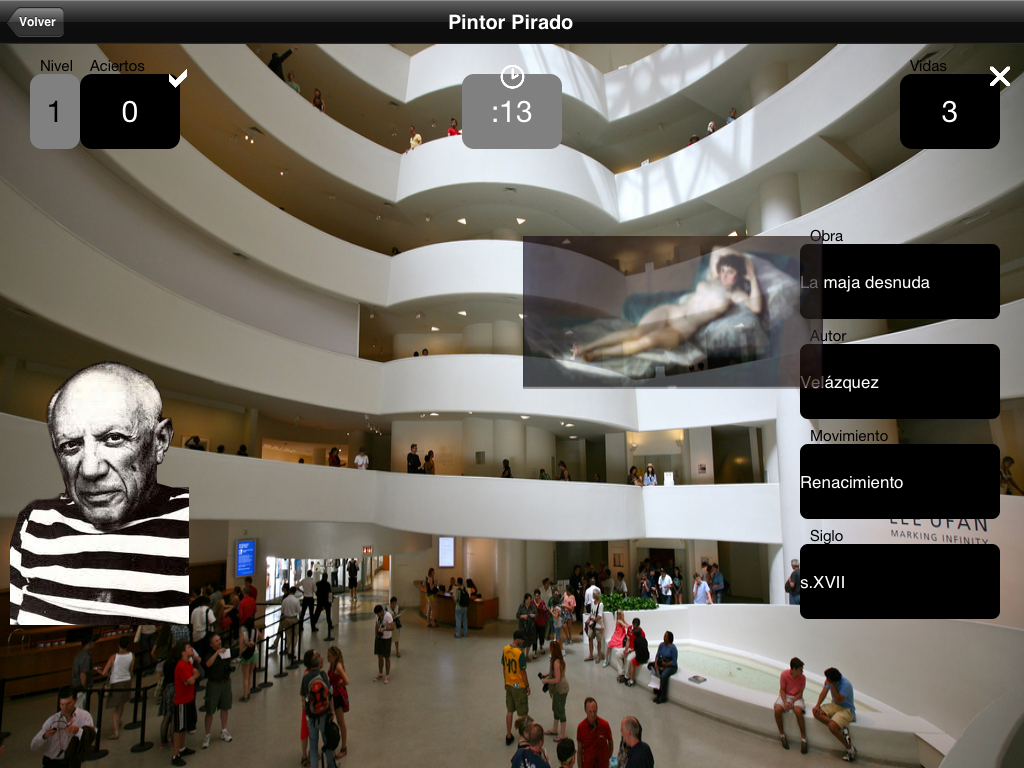 Volver
Pintor Pirado
Nivel
Aciertos
Vidas
1
0
:13
3
Obra
La maja desnuda
Autor
Velázquez
Movimiento
Renacimiento
LEE UFAN
MARKING INFINITY
Siglo
s.XVII